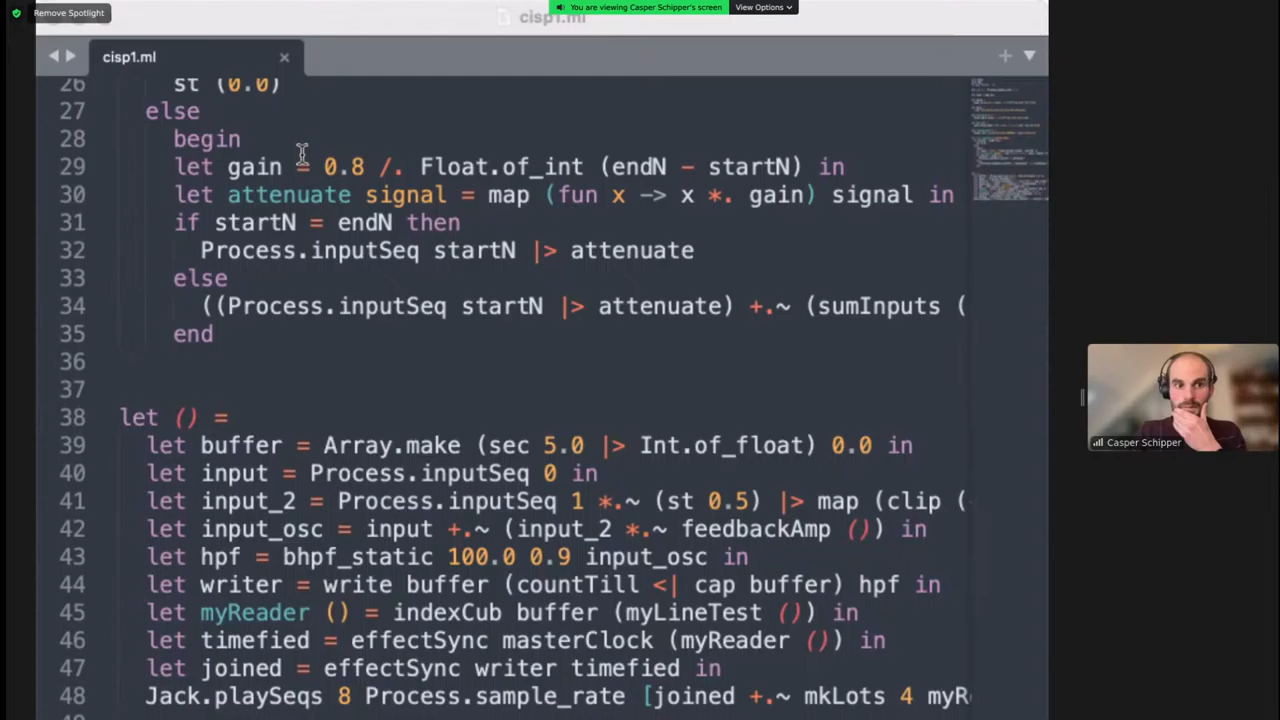 Remove Spotlight
You are viewing Casper Schipper's screen
View Options
cisp1.ml
cisp1.ml
26 st (0.0)
27 else
28 begin
29 let gain = 0.8 /. Float.of_int (endN - startN) in
30 let attenuate signal = map (fun x -> x *. gain) signal in
31 if startN = endN then
32 Process.inputSeq startN |> attenuate
33 else
34 ((Process.inputSeq startN |> attenuate) +.~ (sumInputs (
35 end
36
37
38 let () =
39 let buffer = Array.make (sec 5.0 |> Int.of_float) 0.0 in
40 let input = Process.inputSeq 0 in
41 let input_2 = Process.inputSeq 1 *.~ (st 0.5) |> map (clip (-
42 let input_osc = input +.~ (input_2 *.~ feedbackAmp ()) in
43 let hpf = bhpf_static 100.0 0.9 input_osc in
44 let writer = write buffer (countTill <| cap buffer) hpf in
45 let myReader () = indexCub buffer (myLineTest ()) in
46 let timefied = effectSync masterClock (myReader ()) in
47 let joined = effectSync writer timefied in
48 Jack.playSeqs 8 Process.sample_rate [joined +.~ mkLots 4 myR
Casper Schipper